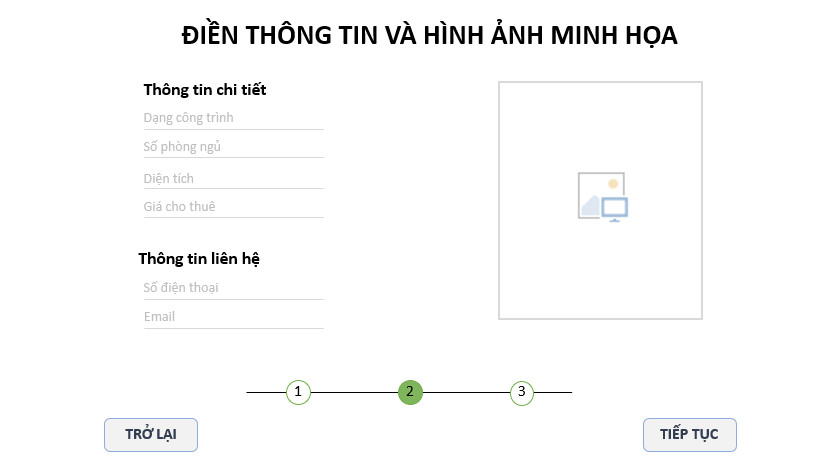 ĐIỀN THÔNG TIN VÀ HÌNH ẢNH MINH HỌA
Thông tin chi tiết
Dạng công trình
Số phòng ngủ
Diện tích
Giá cho thuê
Thông tin liên hệ
Số điện thoại
Email
1 2 3
TRỞ LẠI TIẾP TỤC